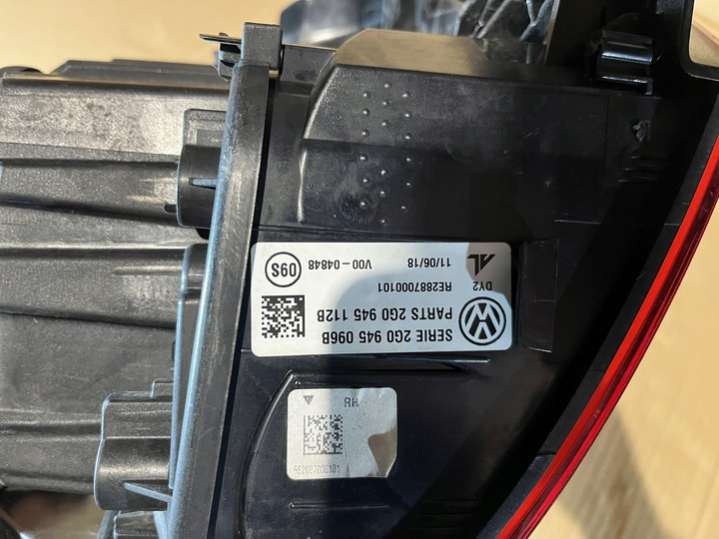 SERIE 2G0 945 096B
PARTS 2G0 945 112B
RE2887000101
DY2
11/06/18
V00-04848
09S
RH